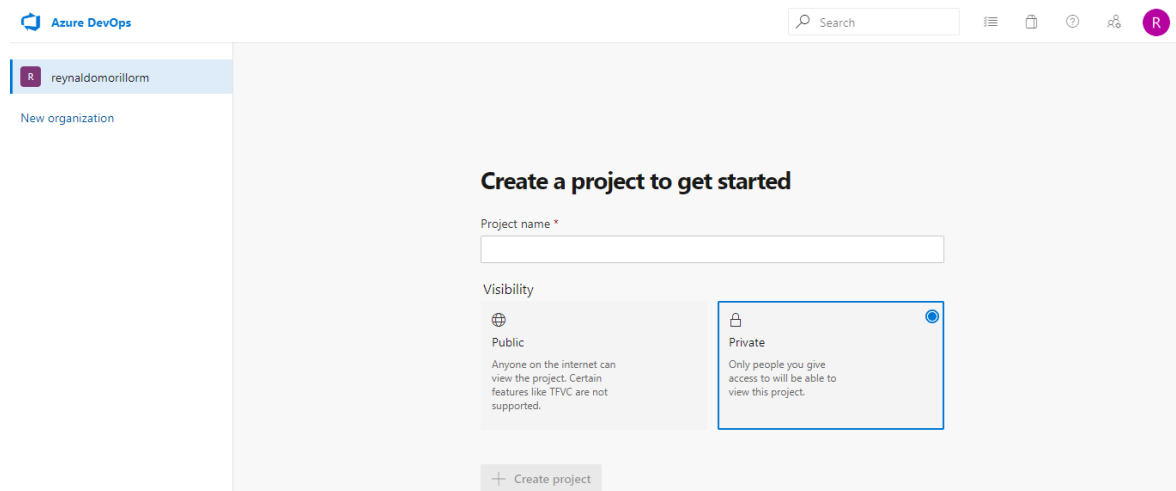 Azure DevOps
Search
R
R
reynaldomorillorm
New organization
Create a project to get started
Project name *
Visibility
Public
Anyone on the internet can
view the project. Certain
features like TFVC are not
supported.
Private
Only people you give
access to will be able to
view this project.
+ Create project